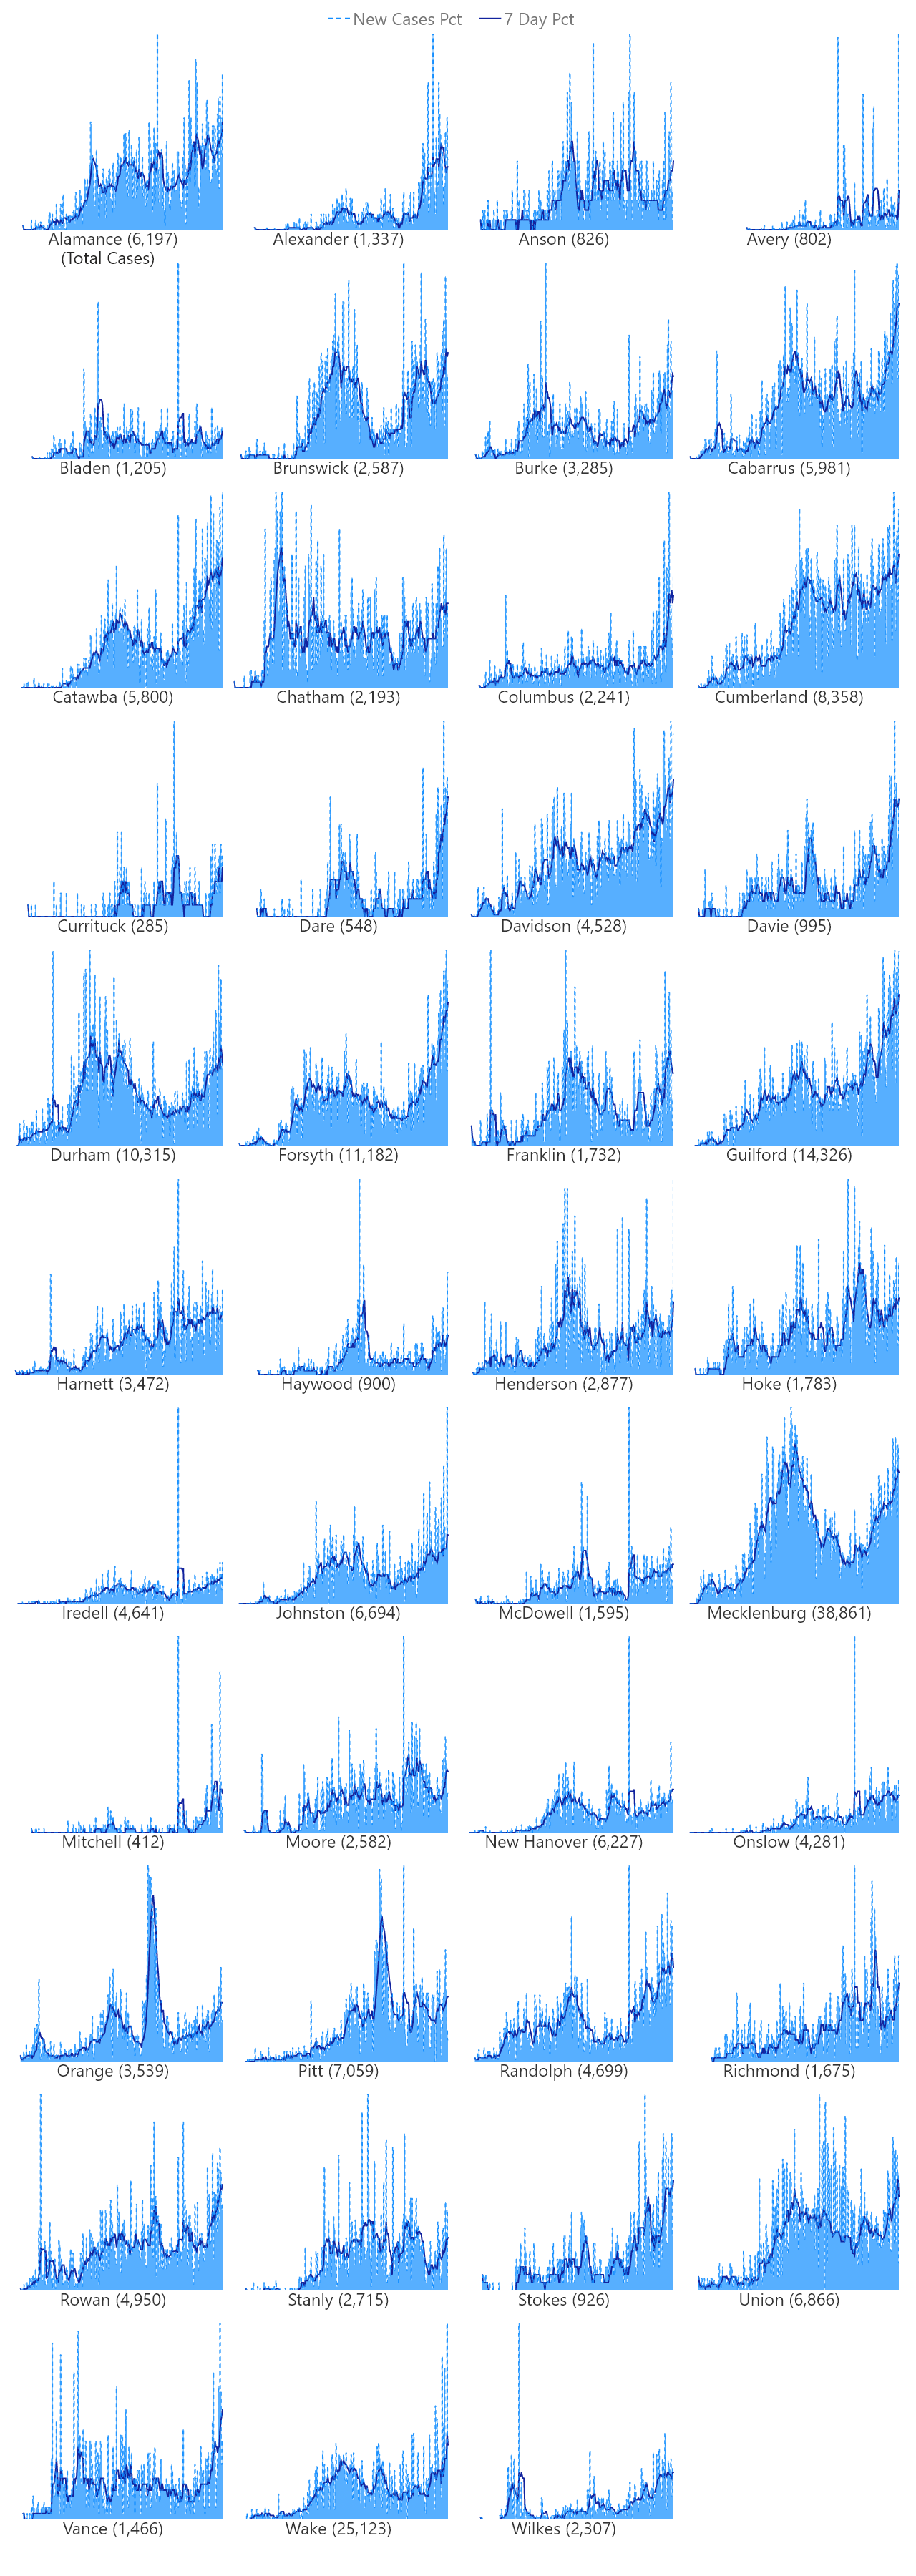 New Cases Pct 7 Day Pct
Alamance (6,197) Alexander (1,337) Anson (826) Avery (802)
(Total Cases)
Bladen (1,205) Brunswick (2,587) Burke (3,285) Cabarrus (5,981)
Catawba (5,800) Chatham (2,193) Columbus (2,241) Cumberland (8,358)
Currituck (285) Dare (548) Davidson (4,528) Davie (995)
Durham (10,315) Forsyth (11,182) Franklin (1,732) Guilford (14,326)
Harnett (3,472) Haywood (900) Henderson (2,877) Hoke (1,783)
Iredell (4,641) Johnston (6,694) McDowell (1,595) Mecklenburg (38,861)
Mitchell (412) Moore (2,582) New Hanover (6,227) Onslow (4,281)
Orange (3,539) Pitt (7,059) Randolph (4,699) Richmond (1,675)
Rowan (4,950) Stanly (2,715) Stokes (926) Union (6,866)
Vance (1,466) Wake (25,123) Wilkes (2,307)